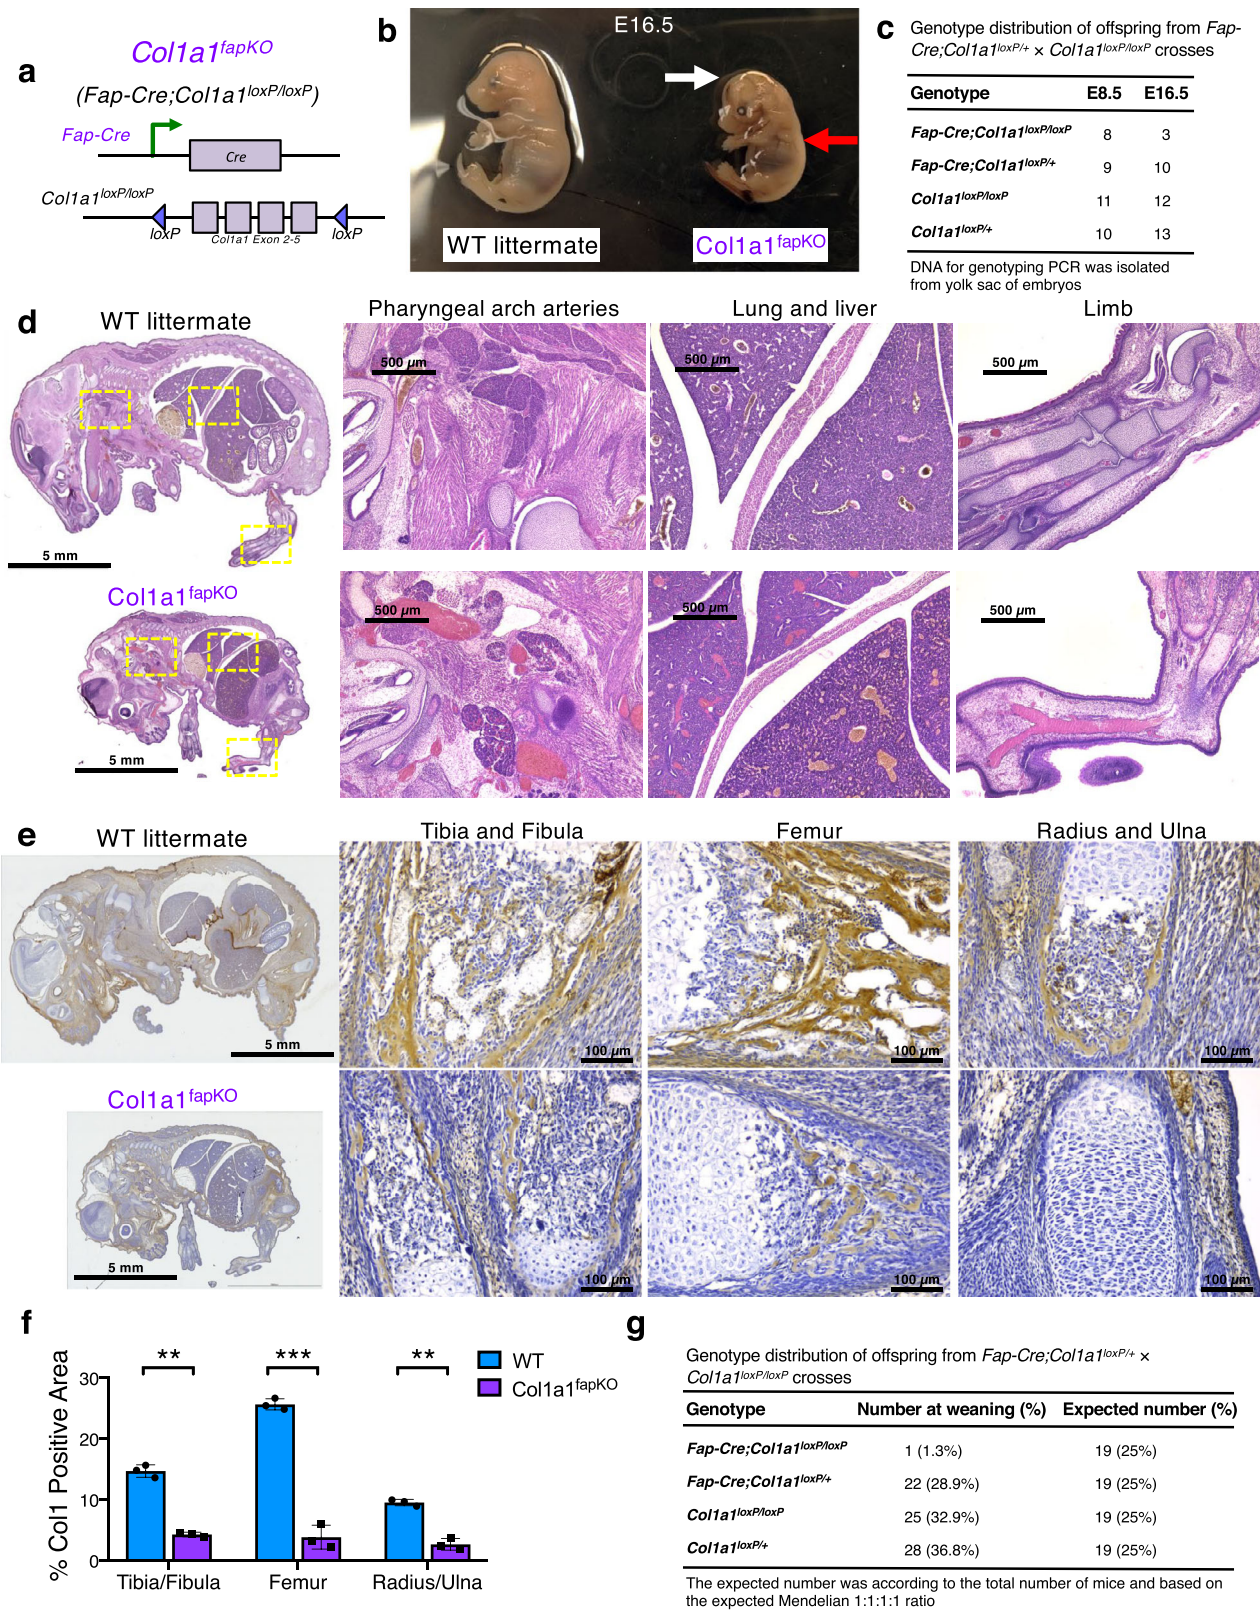 a
Col1a1fapKO
(Fap-Cre;Col1a1loxP/loxP)
Fap-Cre
Cre
Col1a1loxP/loxP
loxP
Col1a1 Exon 2-5
loxP
b
E16.5
WT littermate
Col1a1fapKO
c
Genotype distribution of offspring from Fap-
Cre;Col1a1loxP/+ × Col1a1loxP/loxP crosses
Genotype E8.5 E16.5
Fap-Cre;Col1a1loxP/loxP 8 3
Fap-Cre;Col1a1loxP/+ 9 10
Col1a1loxP/loxP 11 12
Col1a1loxP/+ 10 13
DNA for genotyping PCR was isolated
from yolk sac of embryos
d
WT littermate
Pharyngeal arch arteries
Lung and liver
Limb
5 mm
500 µm
500 µm
500 µm
Col1a1fapKO
5 mm
500 µm
500 µm
500 µm
e
WT littermate
Tibia and Fibula
Femur
Radius and Ulna
5 mm
100 µm
100 µm
100 µm
Col1a1fapKO
5 mm
100 µm
100 µm
100 µm
f
% Col1 Positive Area
30
20
10
0
**
***
**
WT
Col1a1fapKO
Tibia/Fibula
Femur
Radius/Ulna
g
Genotype distribution of offspring from Fap-Cre;Col1a1loxP/+ ×
Col1a1loxP/loxP crosses
Genotype Number at weaning (%) Expected number (%)
Fap-Cre;Col1a1loxP/loxP 1 (1.3%) 19 (25%)
Fap-Cre;Col1a1loxP/+ 22 (28.9%) 19 (25%)
Col1a1loxP/loxP 25 (32.9%) 19 (25%)
Col1a1loxP/+ 28 (36.8%) 19 (25%)
The expected number was according to the total number of mice and based on
the expected Mendelian 1:1:1:1 ratio